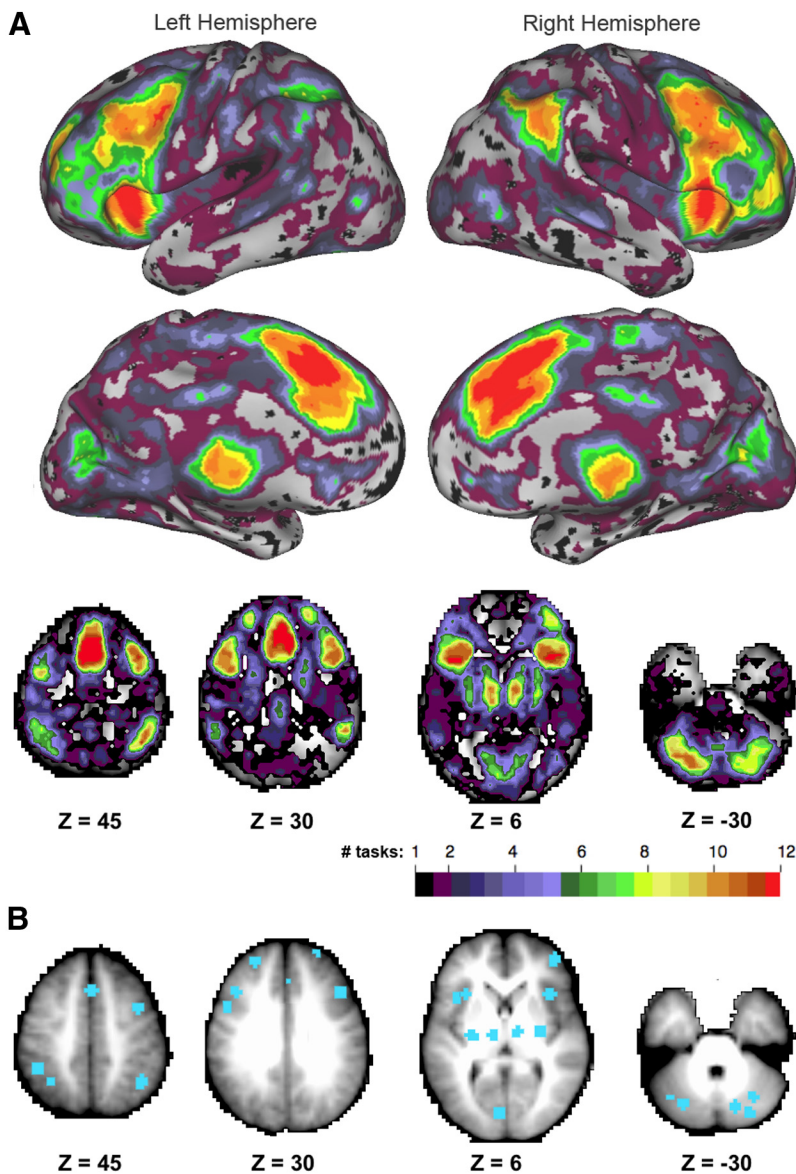 A
Left Hemisphere Right Hemisphere
Z = 45 Z = 30 Z = 6 Z = -30
# tasks: 1 2 4 6 8 10 12
B
Z = 45 Z = 30 Z = 6 Z = -30